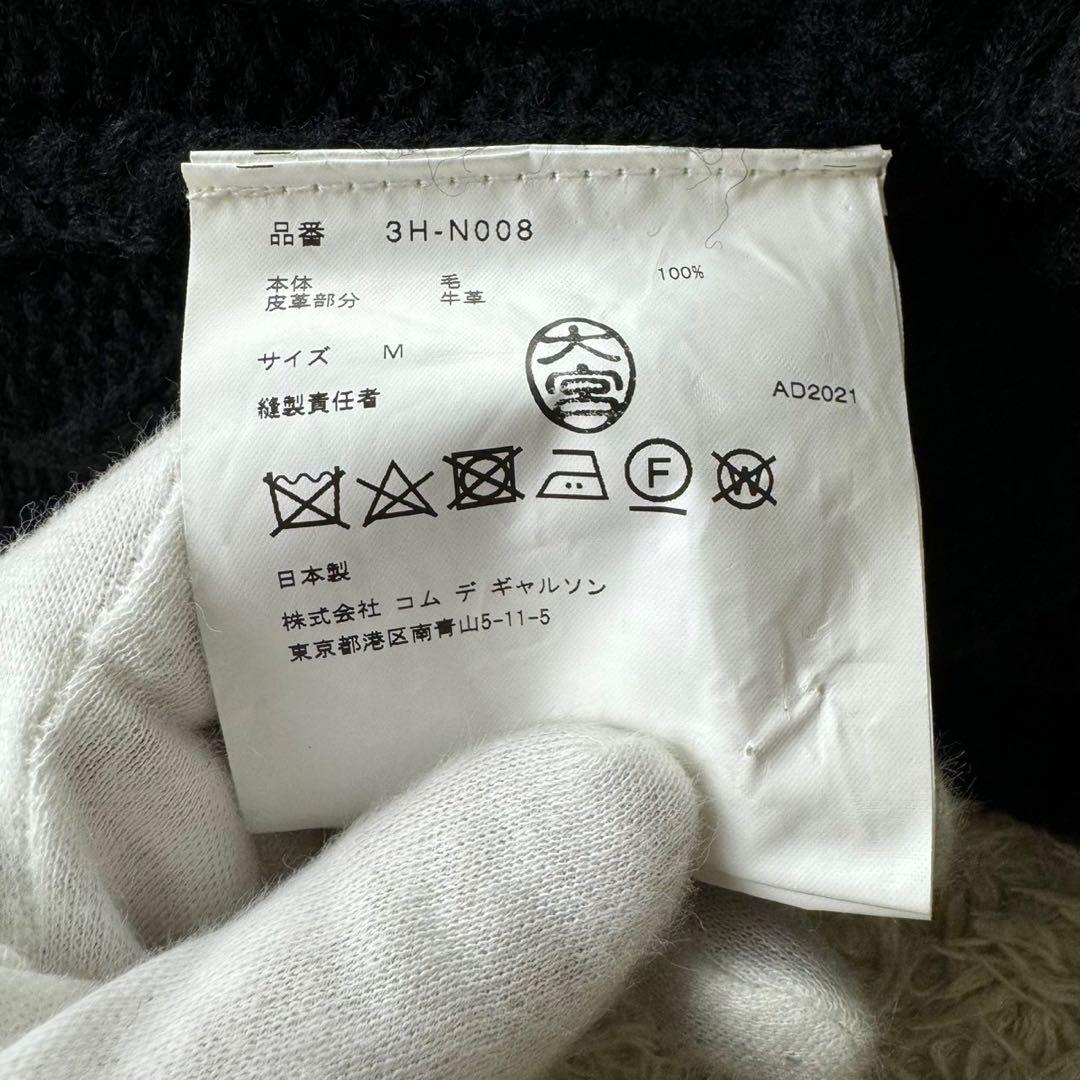 品番 3H-N008
本体 毛 100%
皮革部分 牛革
サイズ M
縫製責任者 大宮
AD2021
F
W
日本製
株式会社 コム デ ギャルソン
東京都港区南青山5-11-5